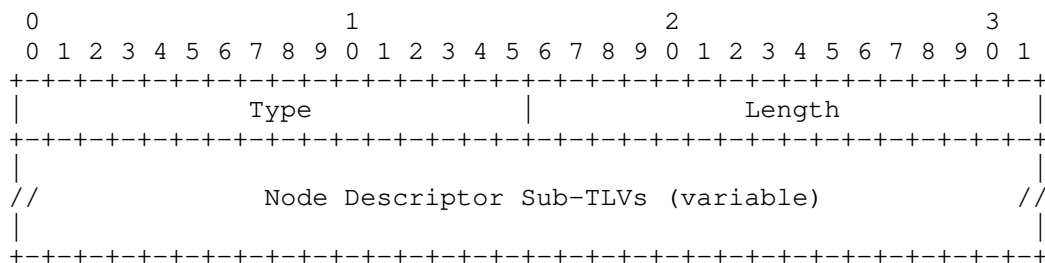 0                   1                   2                   3
 0 1 2 3 4 5 6 7 8 9 0 1 2 3 4 5 6 7 8 9 0 1 2 3 4 5 6 7 8 9 0 1
+-+-+-+-+-+-+-+-+-+-+-+-+-+-+-+-+-+-+-+-+-+-+-+-+-+-+-+-+-+-+-+-+
|              Type             |             Length            |
+-+-+-+-+-+-+-+-+-+-+-+-+-+-+-+-+-+-+-+-+-+-+-+-+-+-+-+-+-+-+-+-+
|                                                               |
//              Node Descriptor Sub-TLVs (variable)            //
|                                                               |
+-+-+-+-+-+-+-+-+-+-+-+-+-+-+-+-+-+-+-+-+-+-+-+-+-+-+-+-+-+-+-+-+